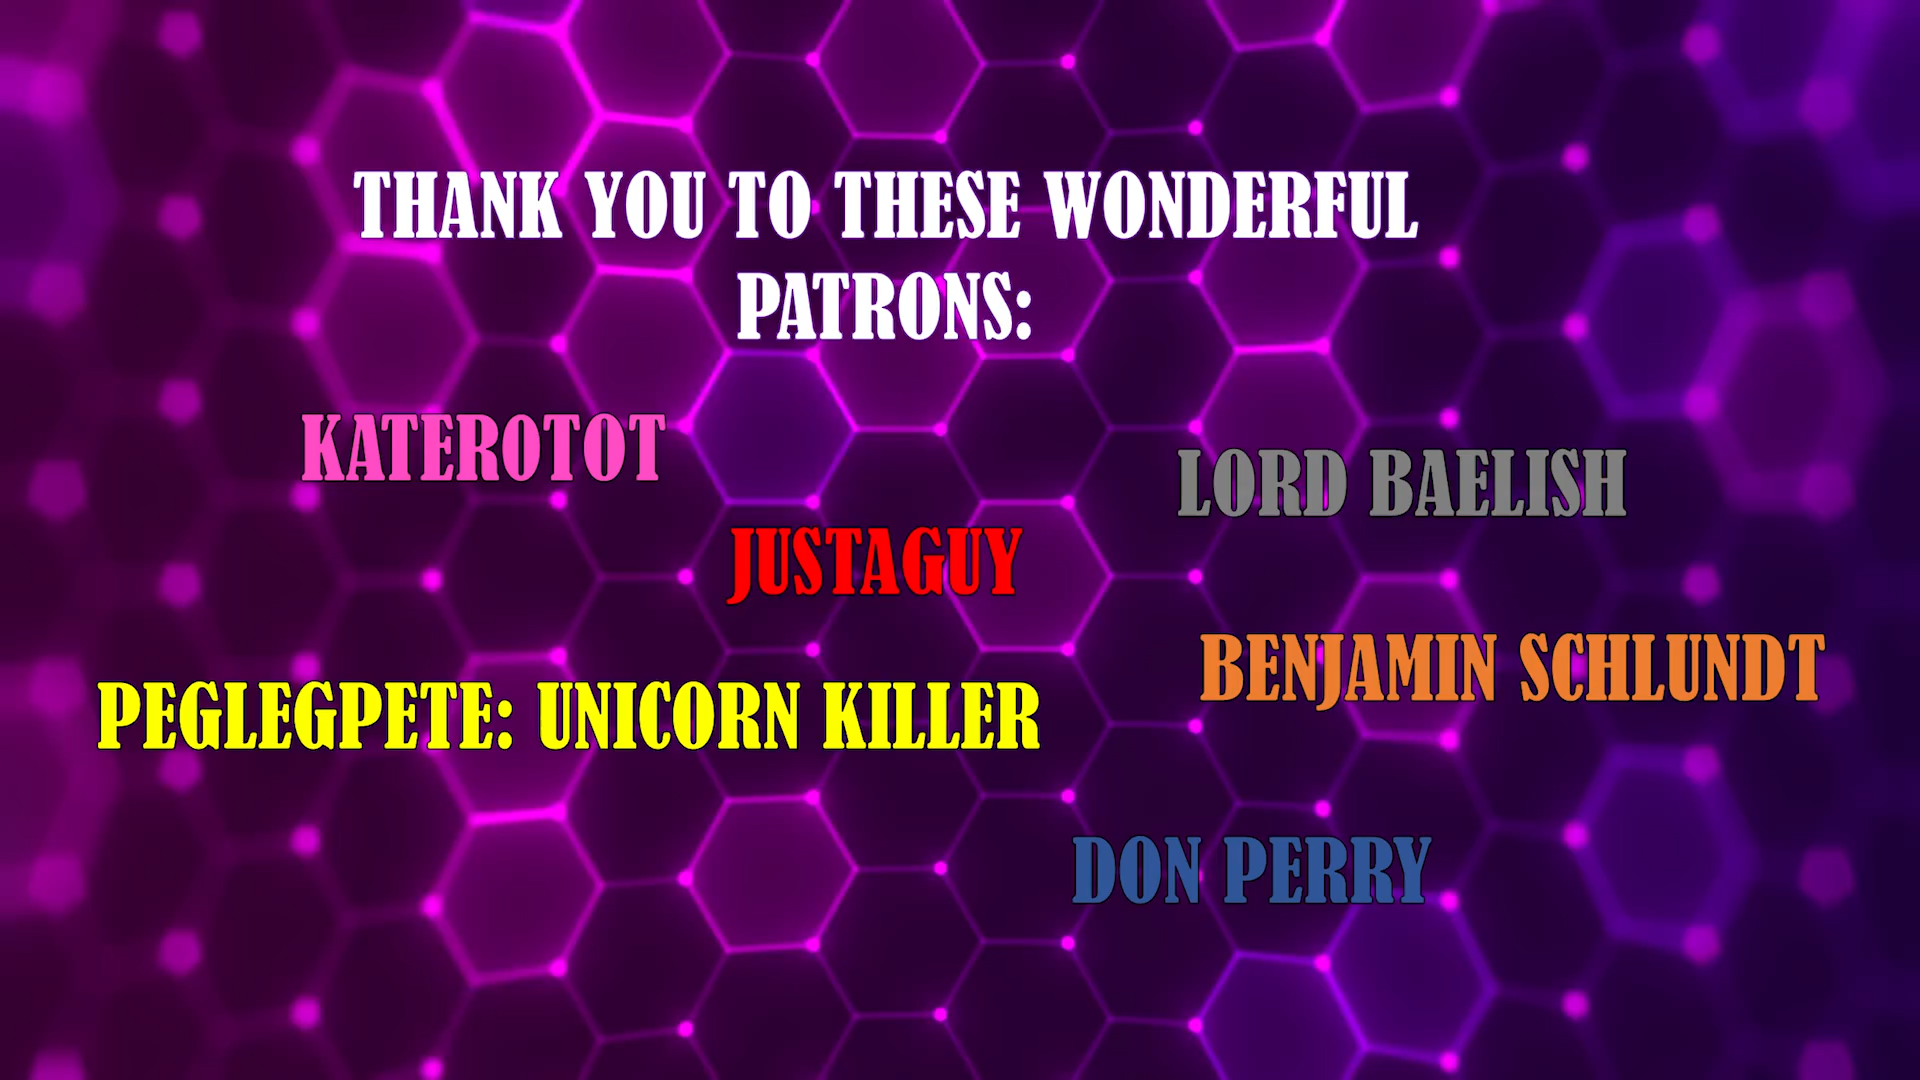 THANK YOU TO THESE WONDERFUL
PATRONS:
KATEROTOT
LORD BAELISH
JUSTAGUY
BENJAMIN SCHLUNDT
PEGLEGPETE: UNICORN KILLER
DON PERRY